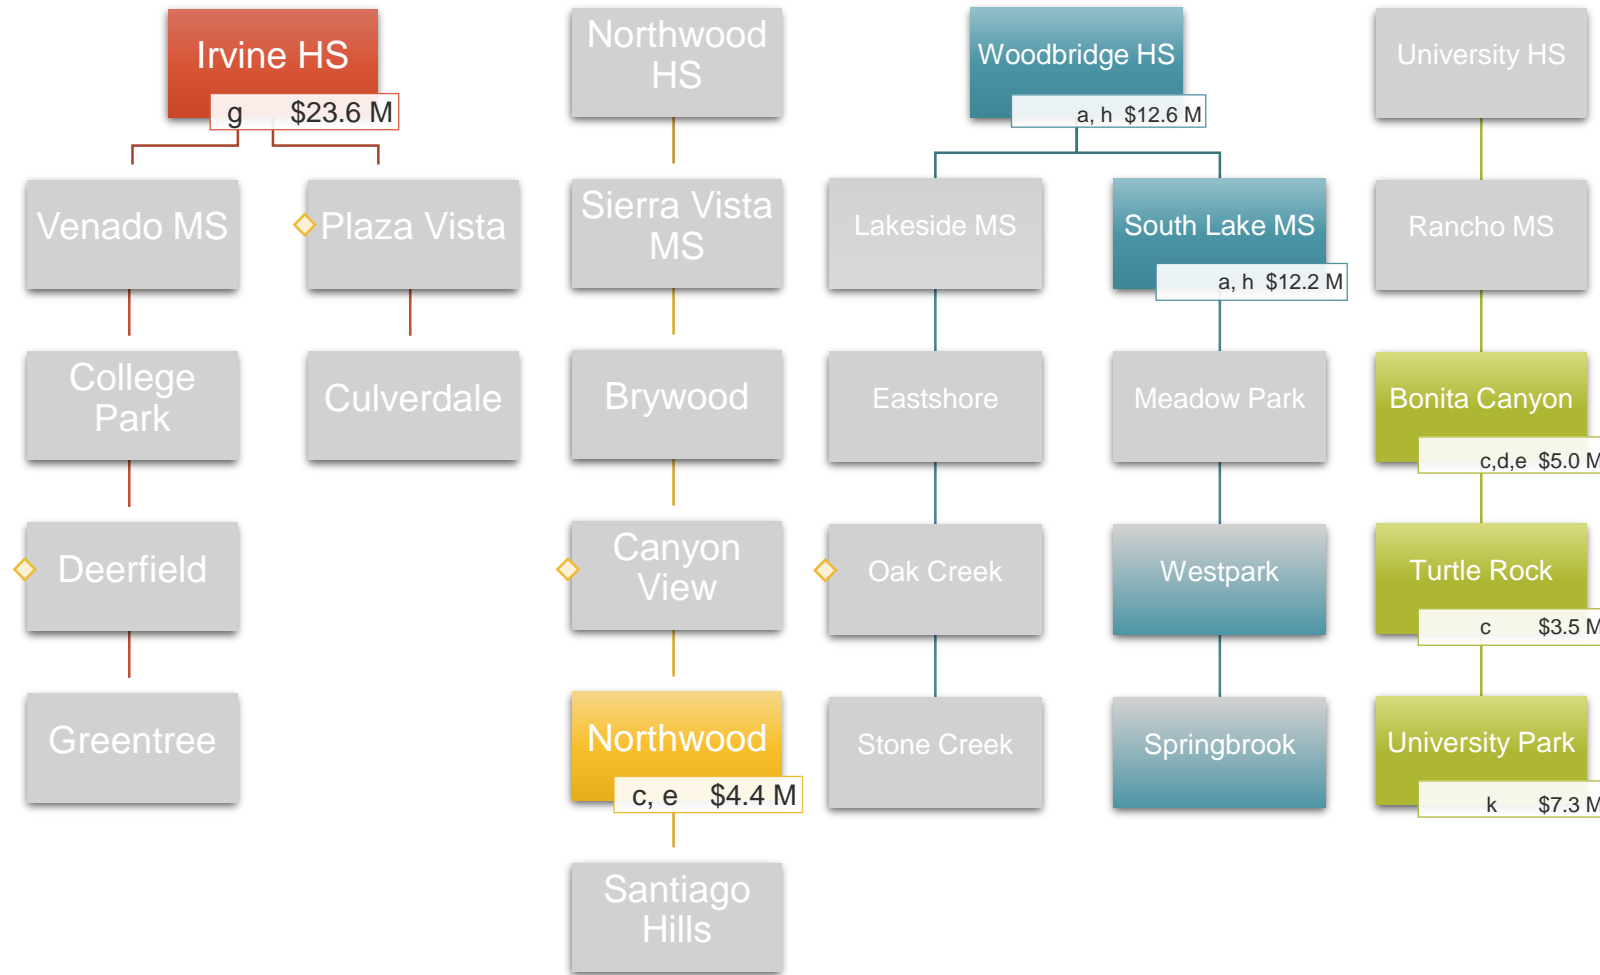 Irvine HS
g $23.6 M
Venado MS
Plaza Vista
College
Park
Culverdale
Deerfield
Greentree
Northwood
HS
Sierra Vista
MS
Brywood
Canyon
View
Northwood
c, e $4.4 M
Santiago
Hills
Woodbridge HS
a, h $12.6 M
Lakeside MS
South Lake MS
a, h $12.2 M
Eastshore
Meadow Park
Oak Creek
Westpark
Stone Creek
Springbrook
University HS
Rancho MS
Bonita Canyon
c,d,e $5.0 M
Turtle Rock
c $3.5 M
University Park
k $7.3 M